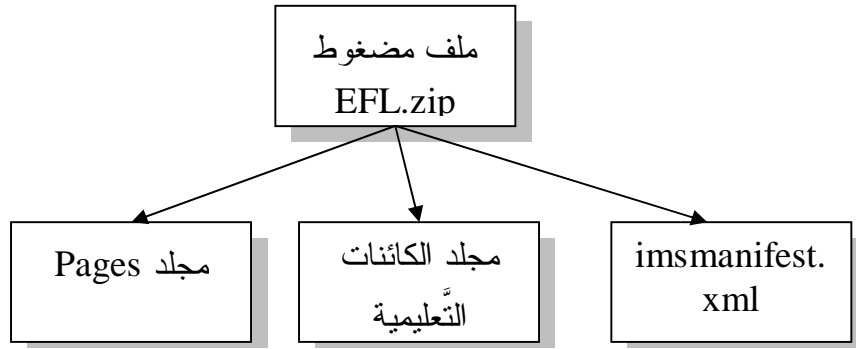 ملف مضغوط
EFL.zip
مجلد Pages
مجلد الكائنات
التَّعليمية
imsmanifest.
xml